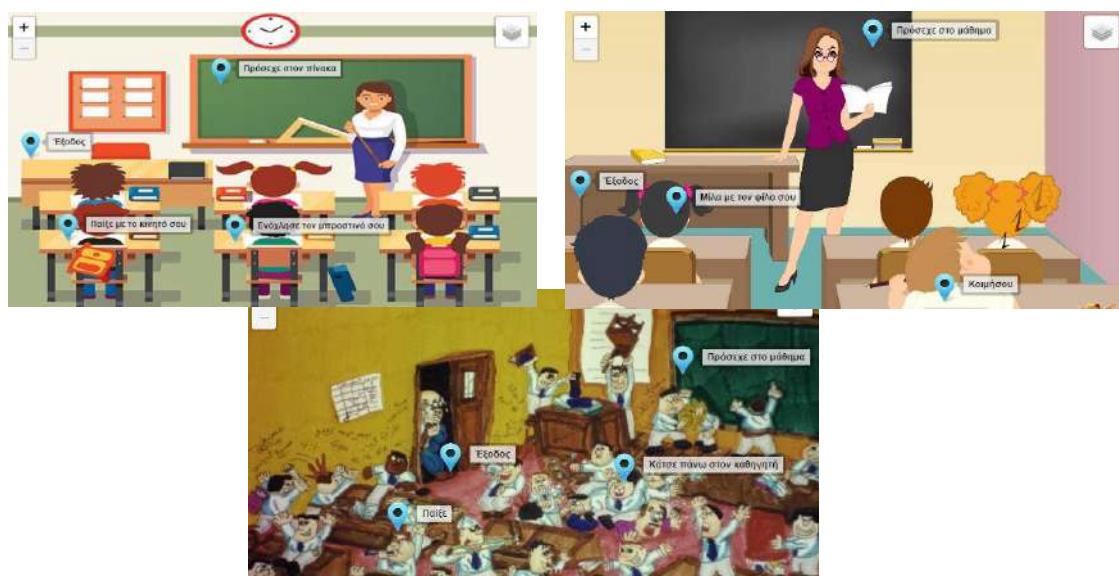 Πρόσεχε στον πίνακα
Έξοδος
Παίξε με το κινητό σου
Ενόχλησε τον μπροστινό σου
Πρόσεχε στο μάθημα
Έξοδος
Μίλα με τον φίλο σου
Κοιμήσου
Πρόσεχε στο μάθημα
Έξοδος
Κάτσε πάνω στον καθηγητή
Παίξε